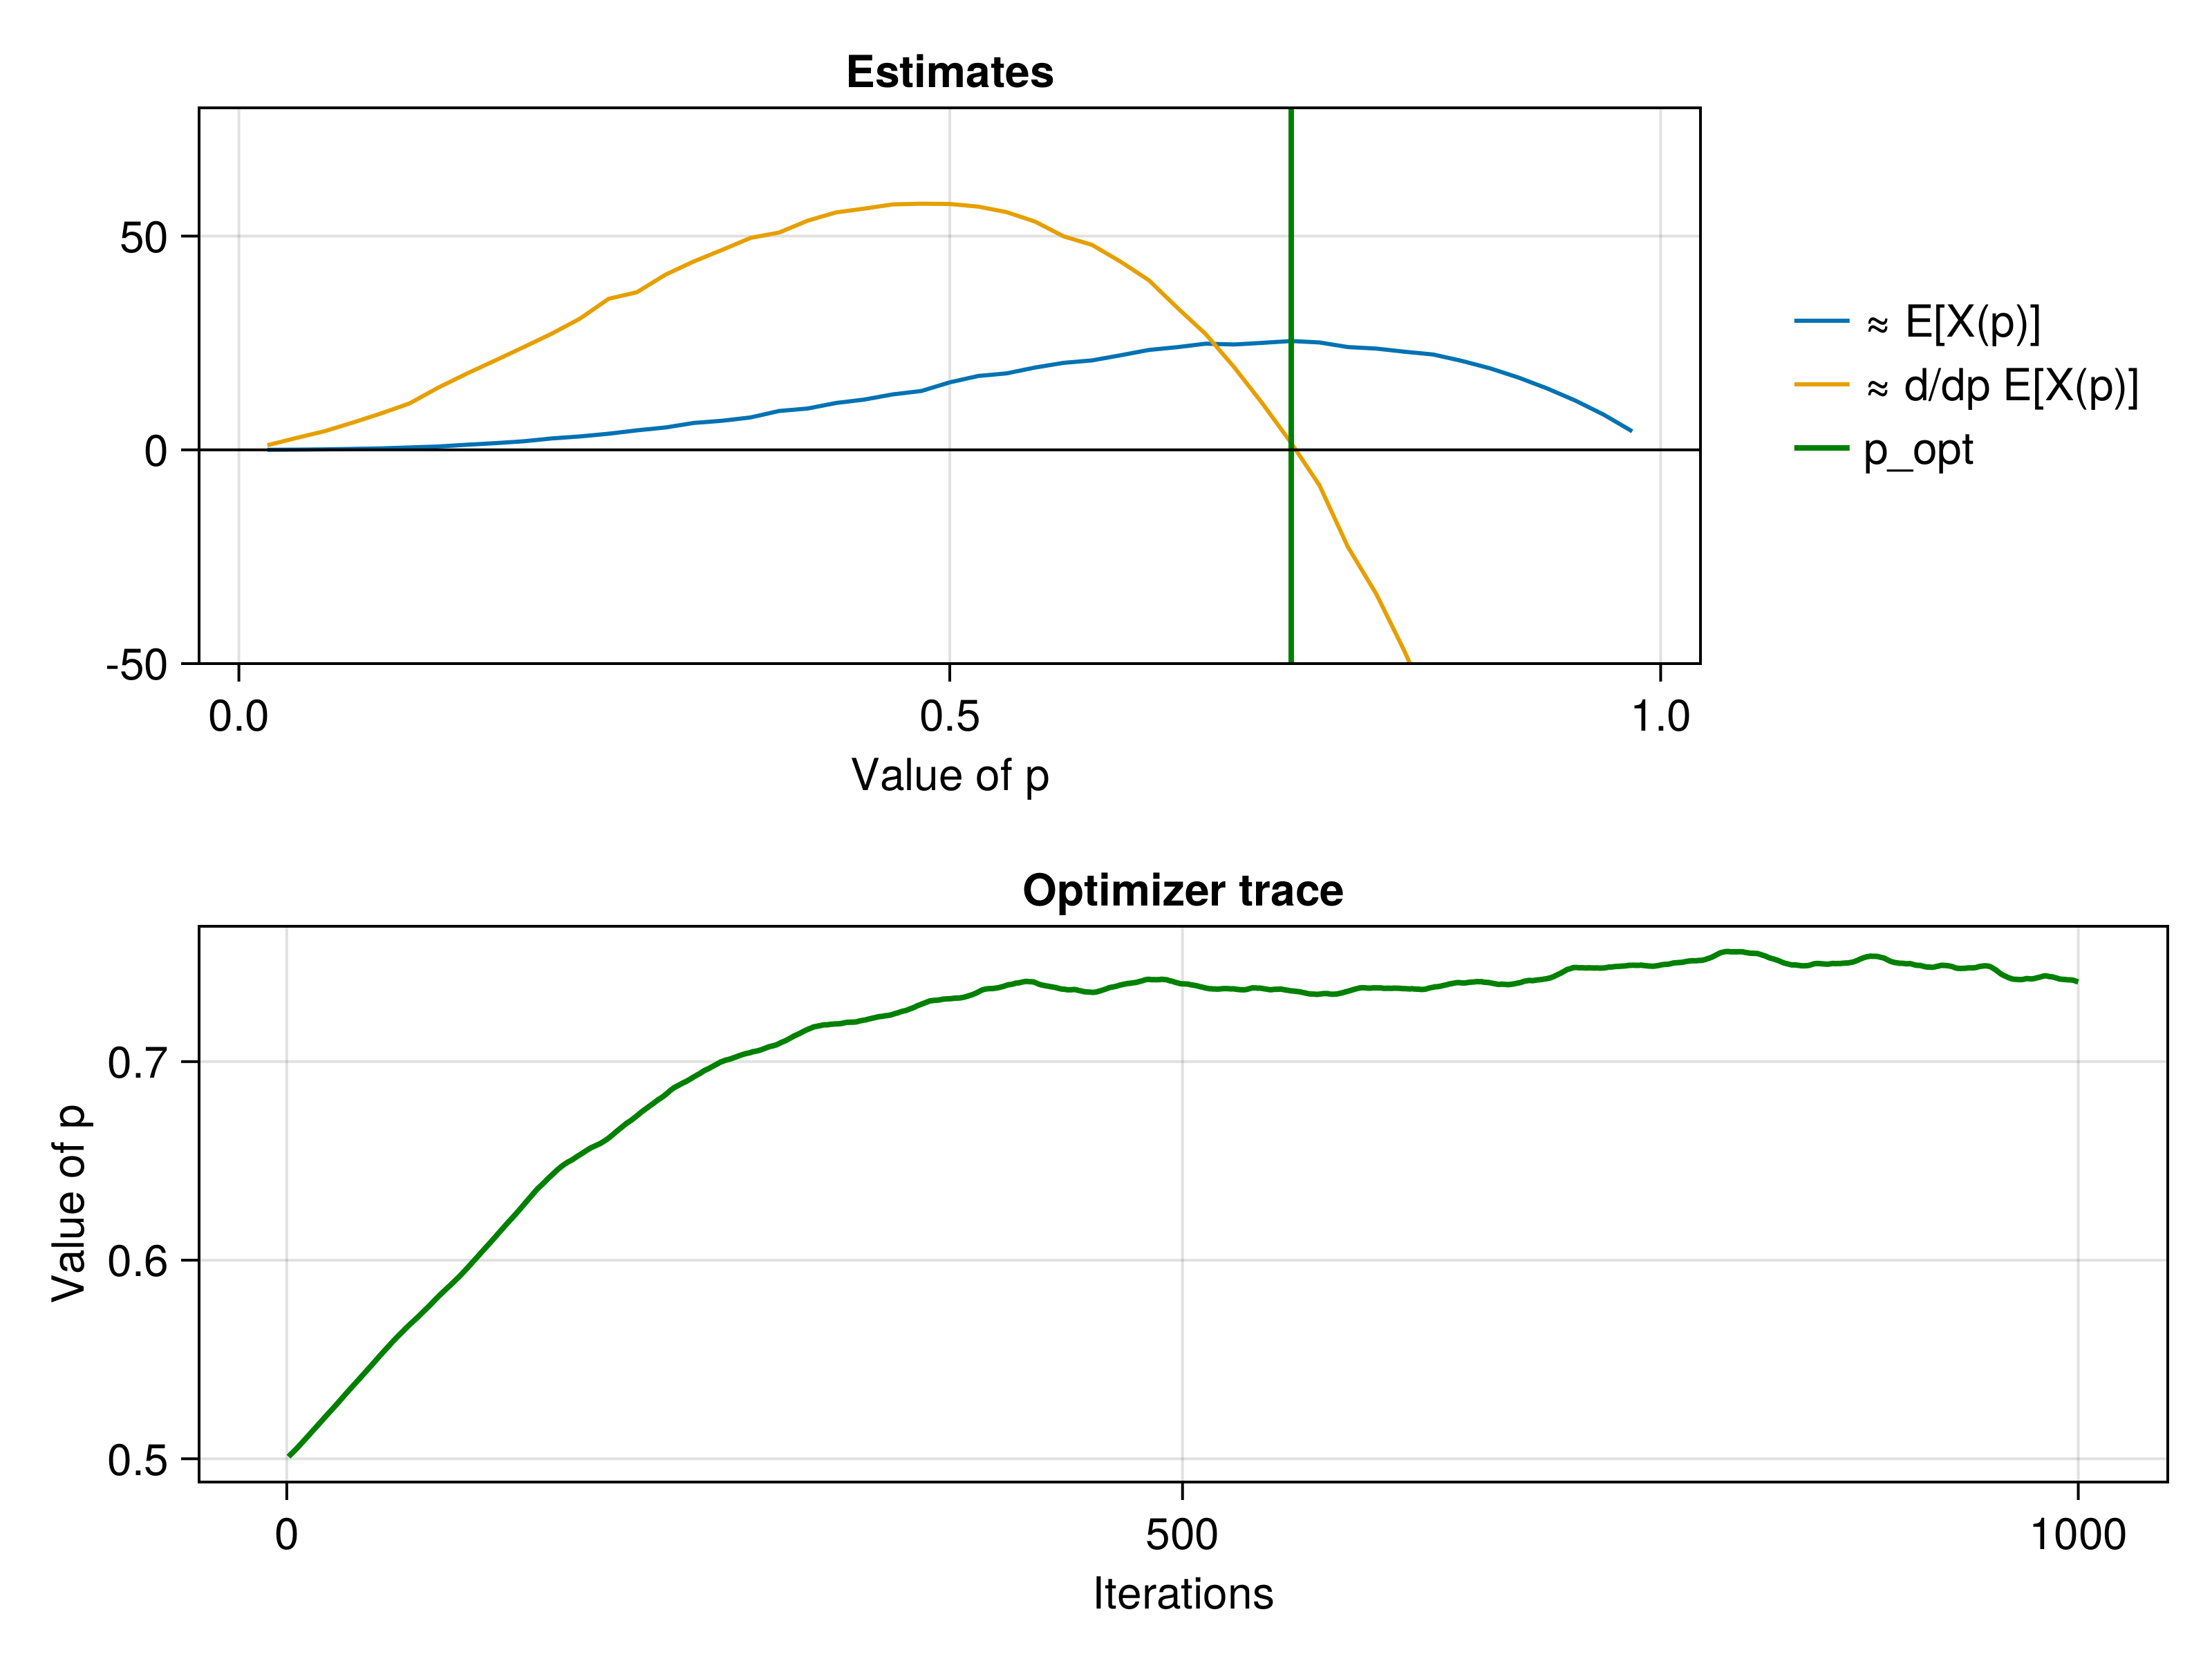 Estimates
50
0
-50
0.0
0.5
1.0
Value of p
≈ E[X(p)]
≈ d/dp E[X(p)]
p_opt
Optimizer trace
Value of p
0.7
0.6
0.5
0
500
1000
Iterations